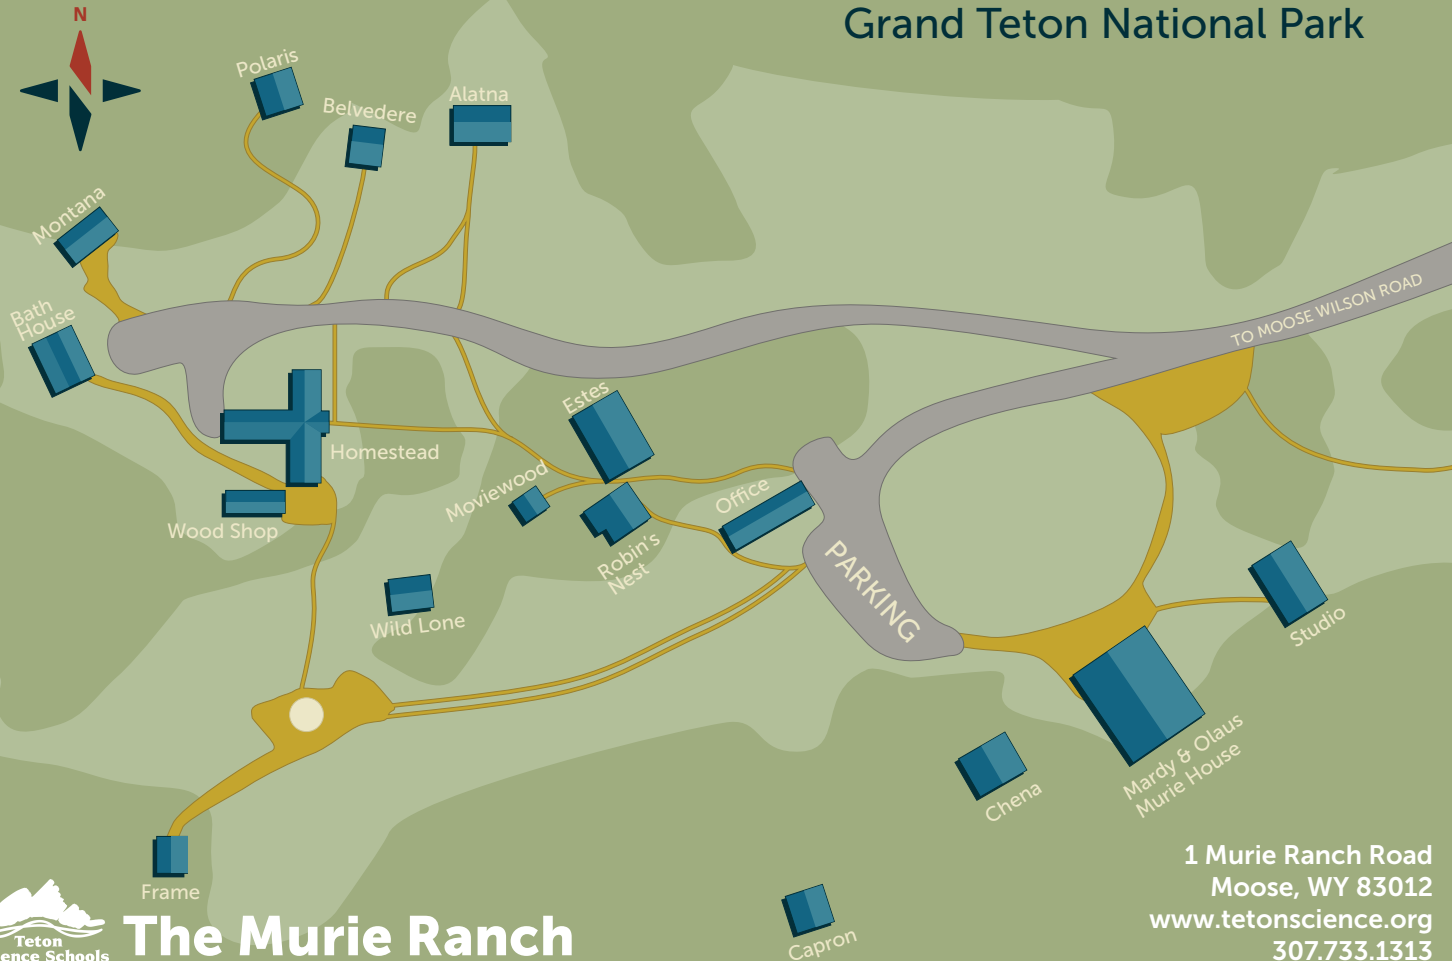 N
Grand Teton National Park
Polaris
Belvedere
Alatna
Montana
Bath
House
TO MOOSE WILSON ROAD
Estes
Homestead
Moviewood
Office
Wood Shop
Robin's
Nest
PARKING
Wild Lone
Studio
Mardy & Olaus
Murie House
Chena
Frame
Capron
1 Murie Ranch Road
Moose, WY 83012
www.tetonscience.org
307.733.1313
Teton
ence Schools
The Murie Ranch